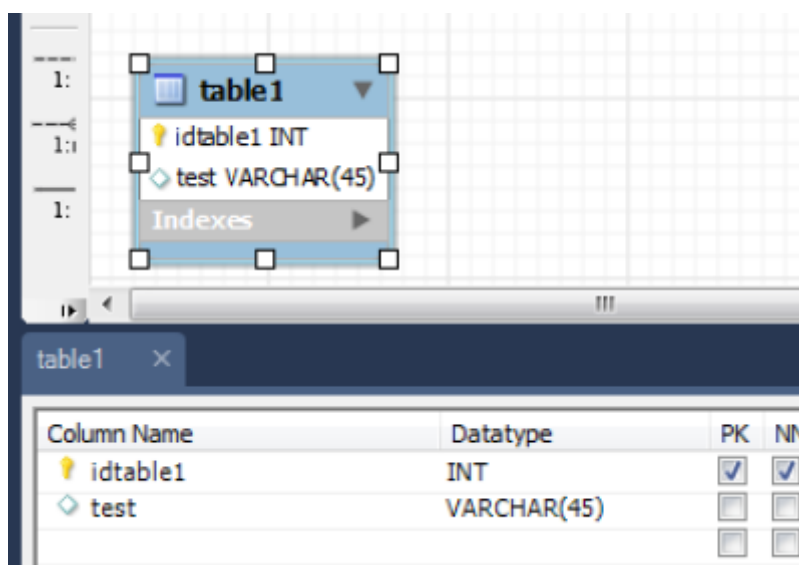 1:
table1
idtable1 INT
1:
test VARCHAR(45)
1:
Indexes
table1
Column Name Datatype PK NN
idtable1 INT
test VARCHAR(45)